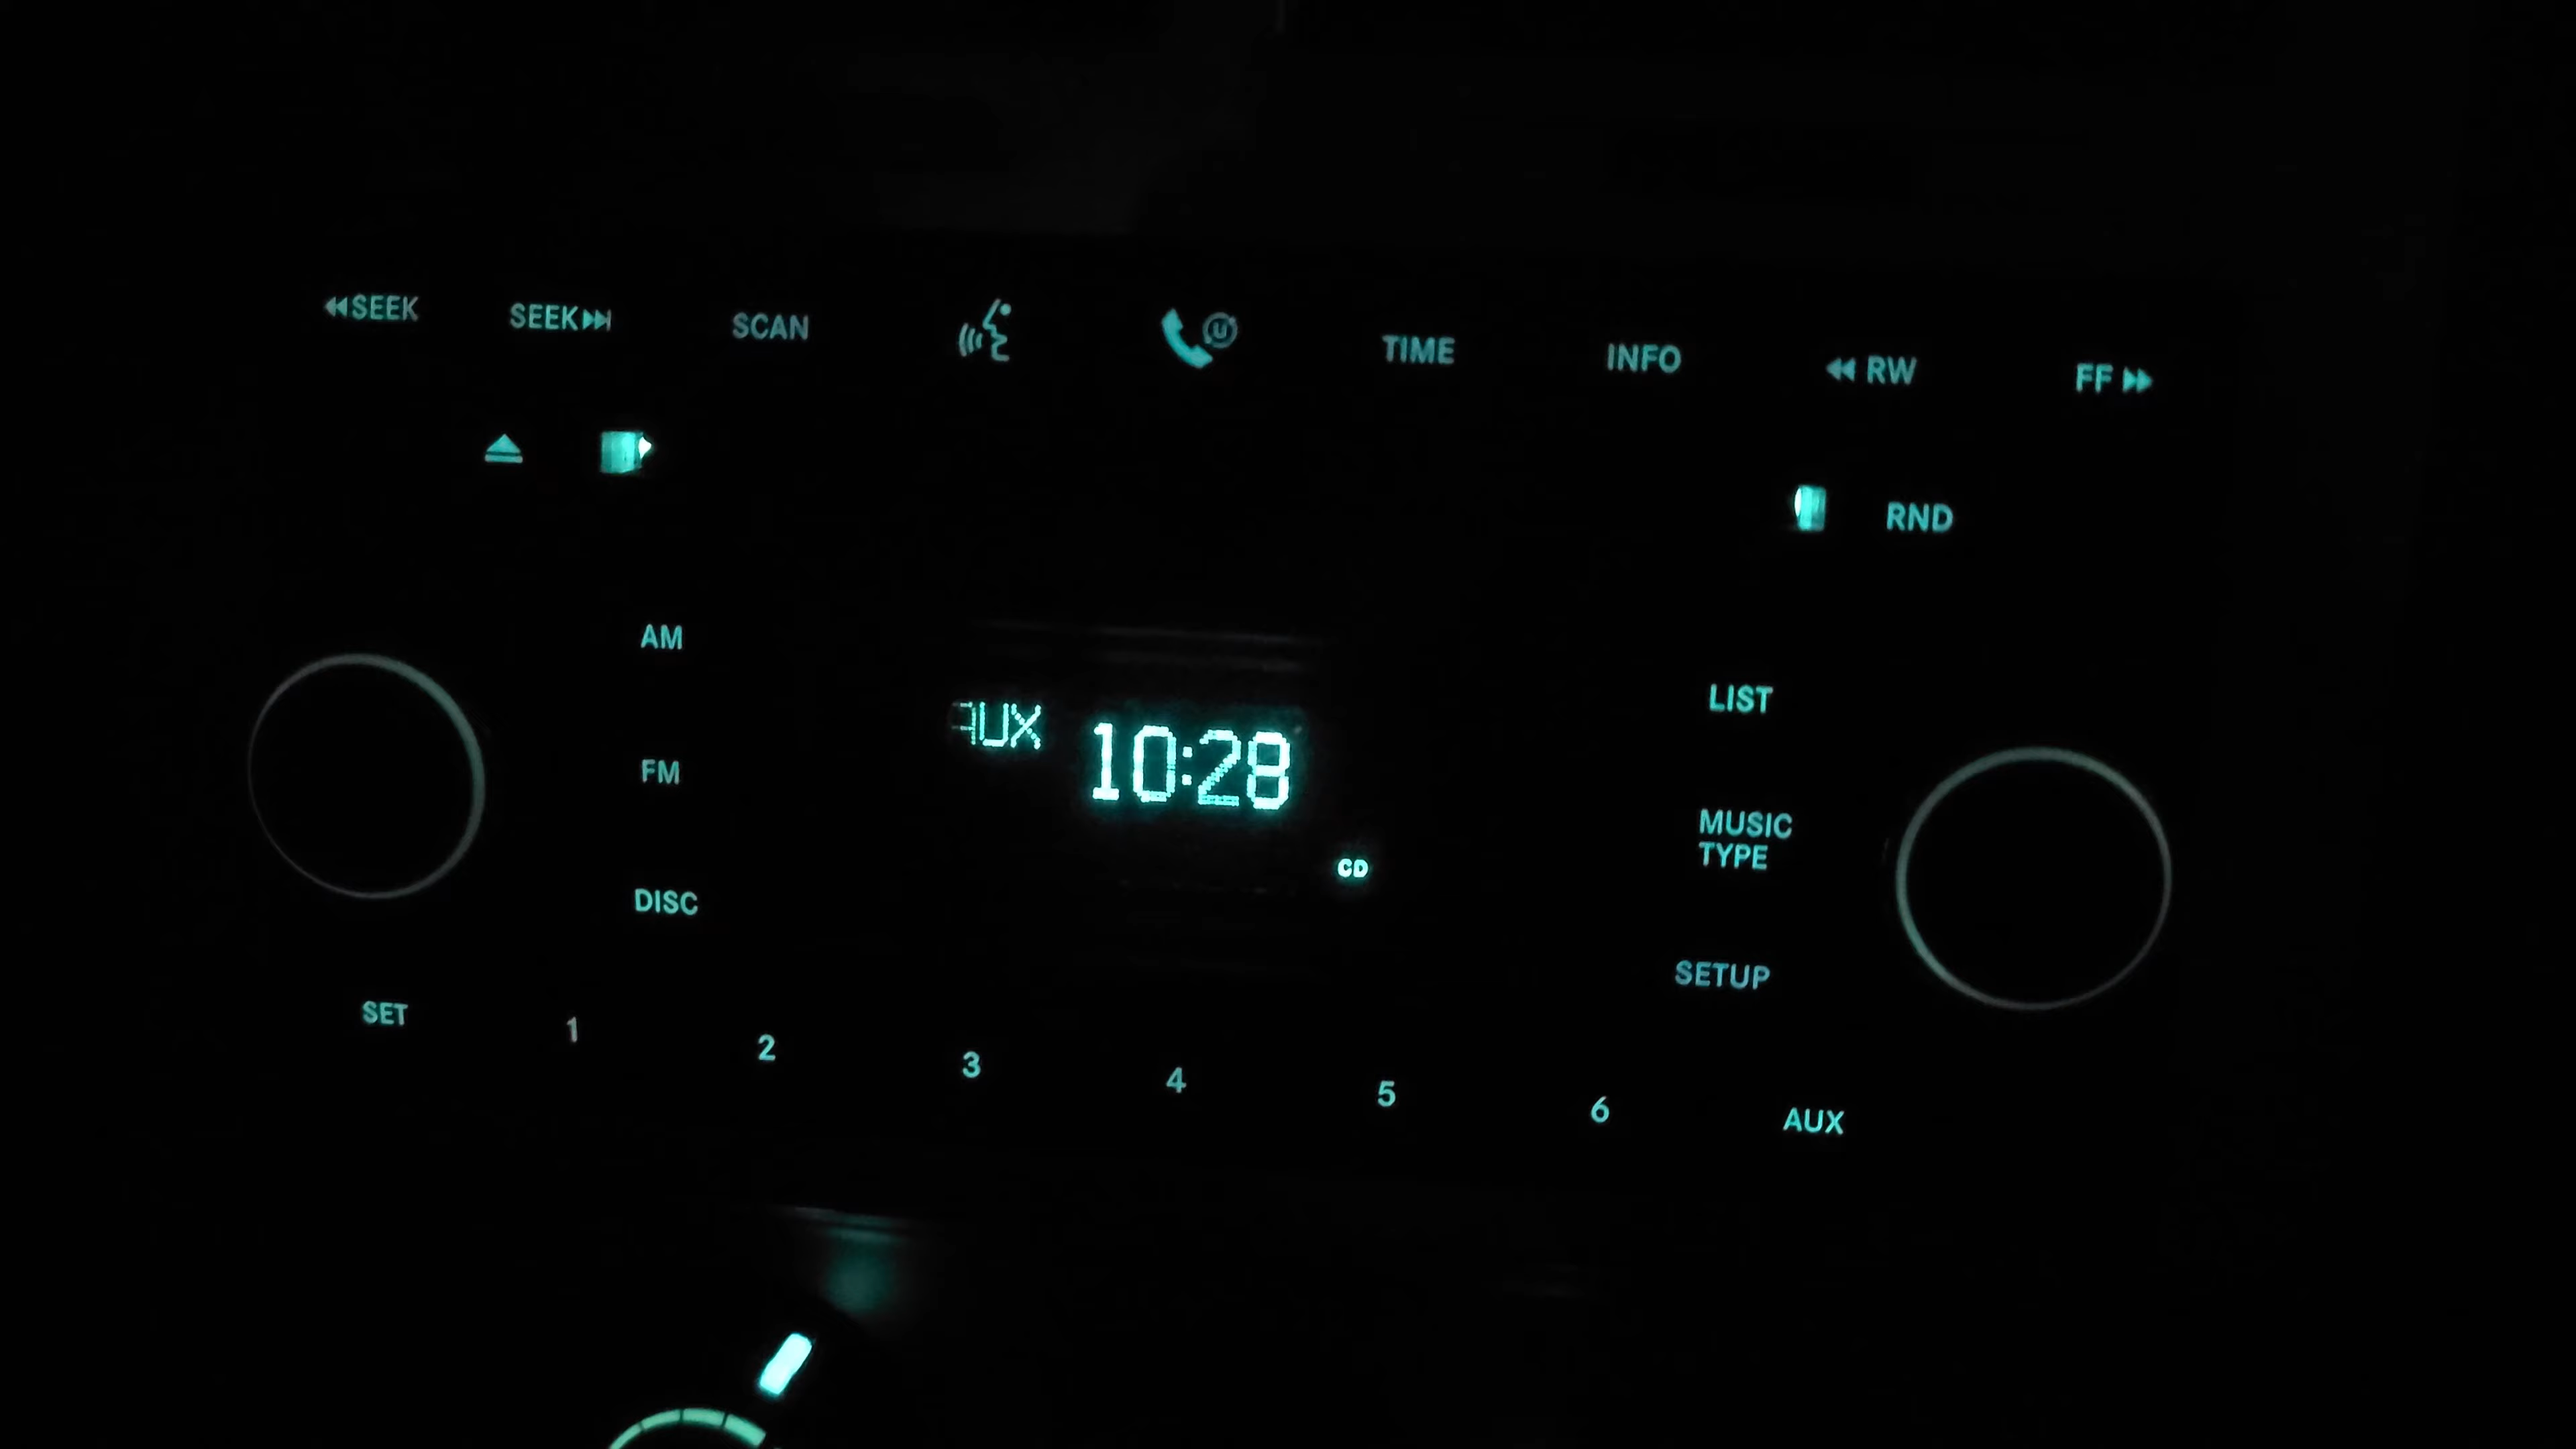 SEEK SEEK SCAN U TIME INFO RW FF
RND
AM
LIST
AUX 10:28
FM
MUSIC
TYPE
CD
DISC
SETUP
SET 1 2 3 4 5 6 AUX